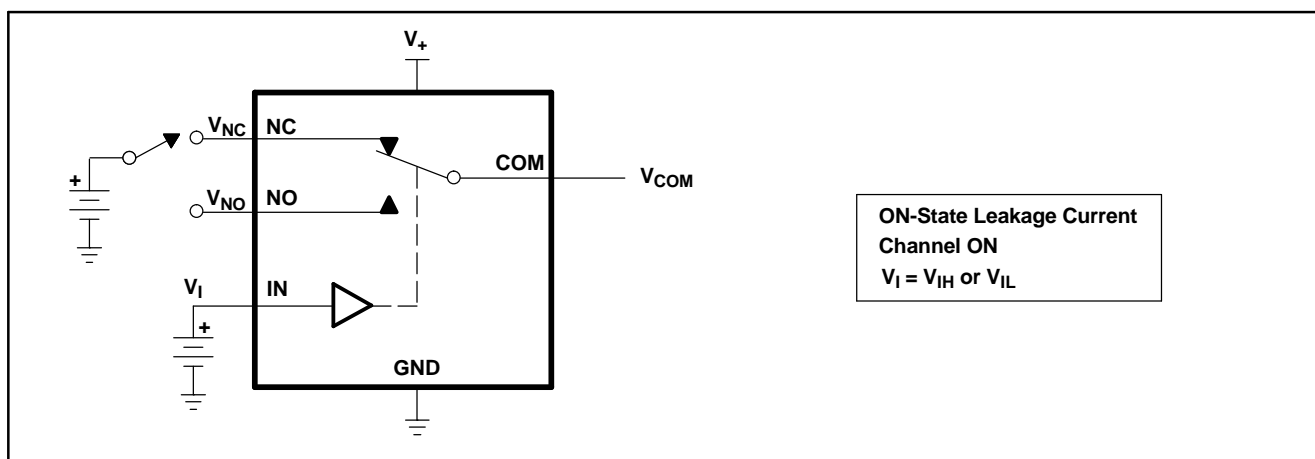 V+
VNC NC
COM
VCOM
+
VNO NO
ON-State Leakage Current
Channel ON
VI = VIH or VIL
VI IN
+
GND